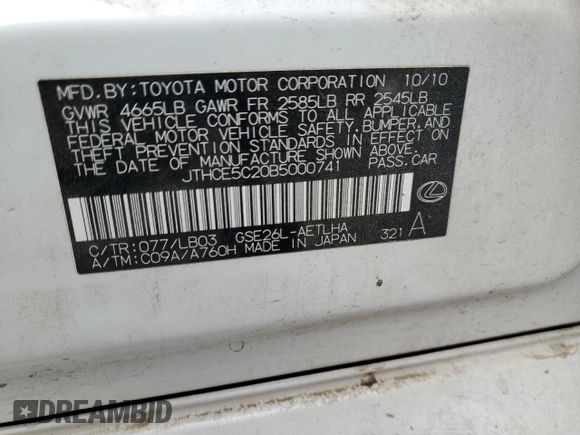 MFD.BY:TOYOTA MOTOR CORPORATION 10/10
GVWR 4665LB GAWR FR 2585LB RR 2545LB
THIS VEHICLE CONFORMS TO ALL APPLICABLE
FEDERAL MOTOR VEHICLE SAFETY,BUMPER,AND
THEFT PREVENTION STANDARDS IN EFFECT ON
THE DATE OF MANUFACTURE SHOWN ABOVE.
JTHCE5C20B5000741 PASS.CAR
C/TR:077/LB03 GSE26L-AETLHA
A/TM:C09A/A760H MADE IN JAPAN 321 A
DREAMBID